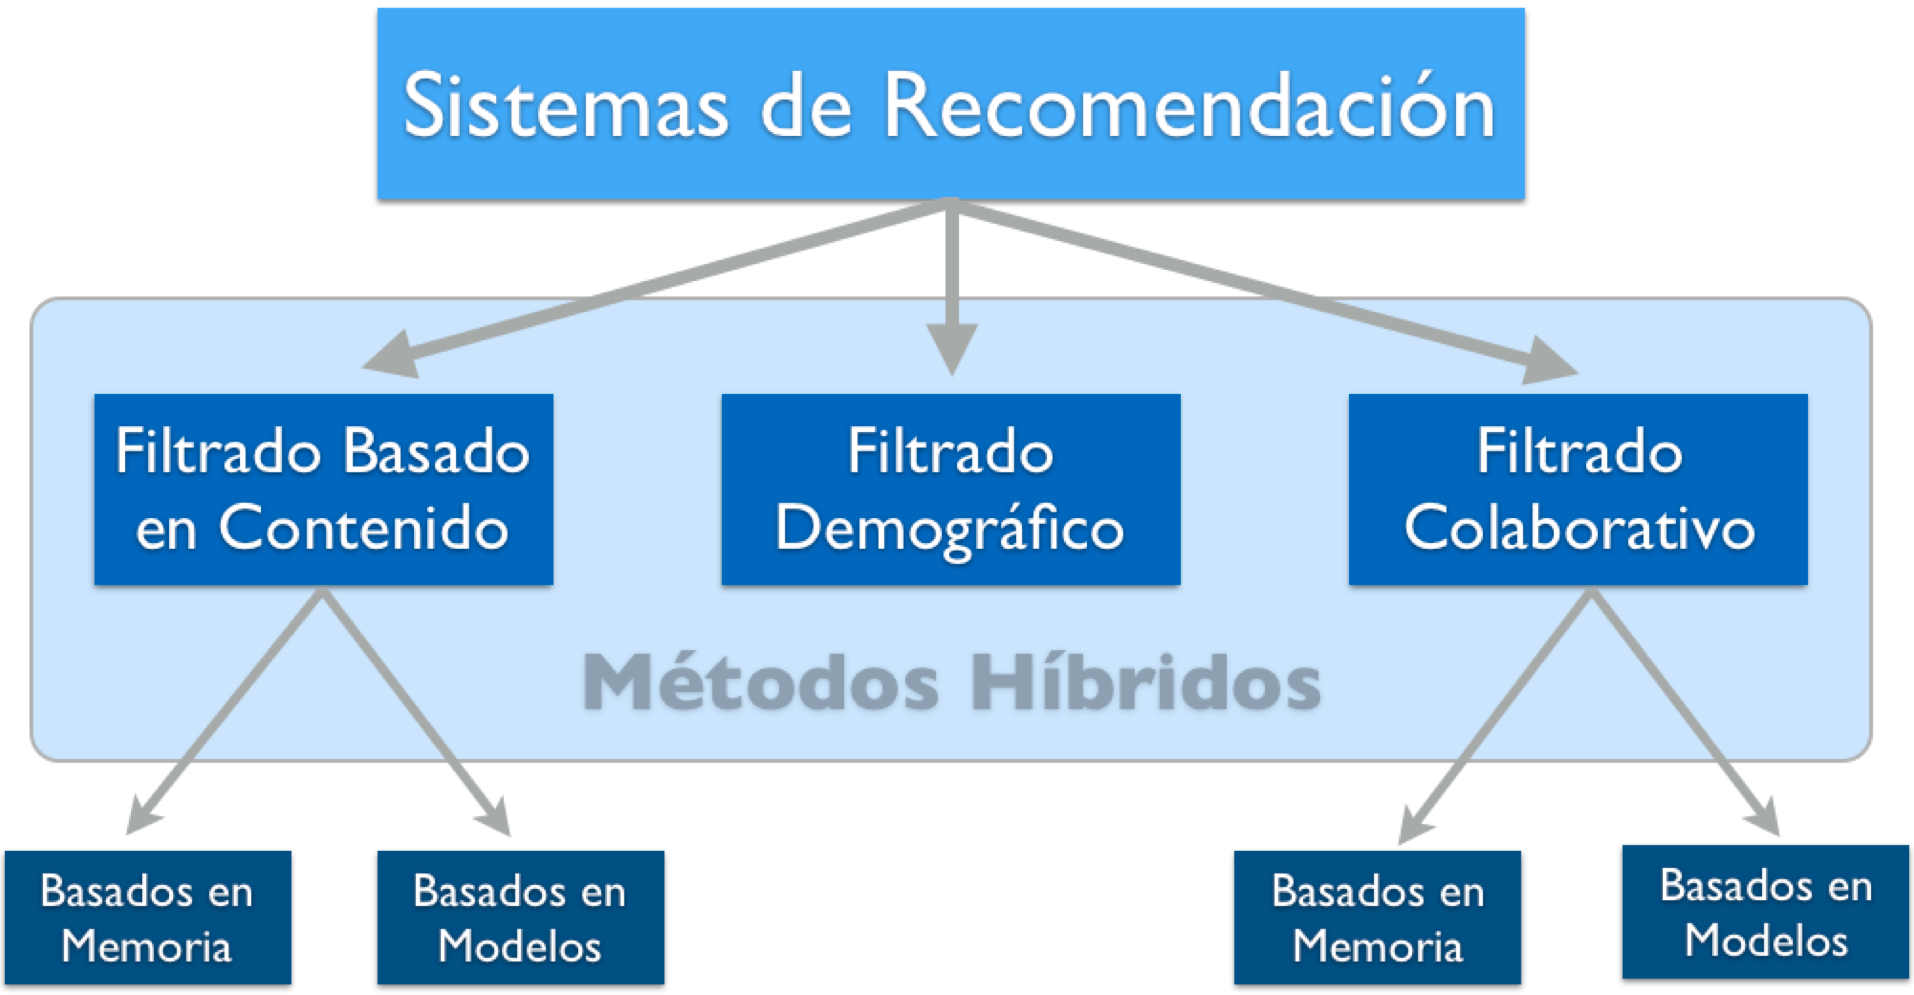 Sistemas de Recomendación
Filtrado Basado
en Contenido
Filtrado
Demográfico
Filtrado
Colaborativo
Métodos Híbridos
Basados en
Memoria
Basados en
Modelos
Basados en
Memoria
Basados en
Modelos